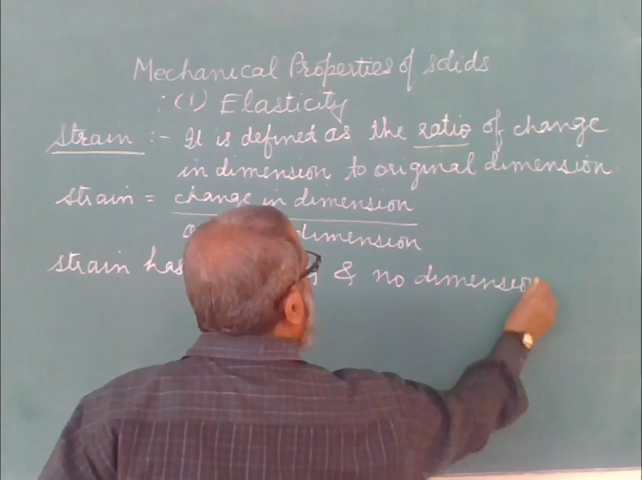 Mechanical Properties of solids
:(1) Elasticity
Strain :- It is defined as the ratio of change
in dimension to original dimension
Strain = change in dimension
dimension
Strain has & no dimension